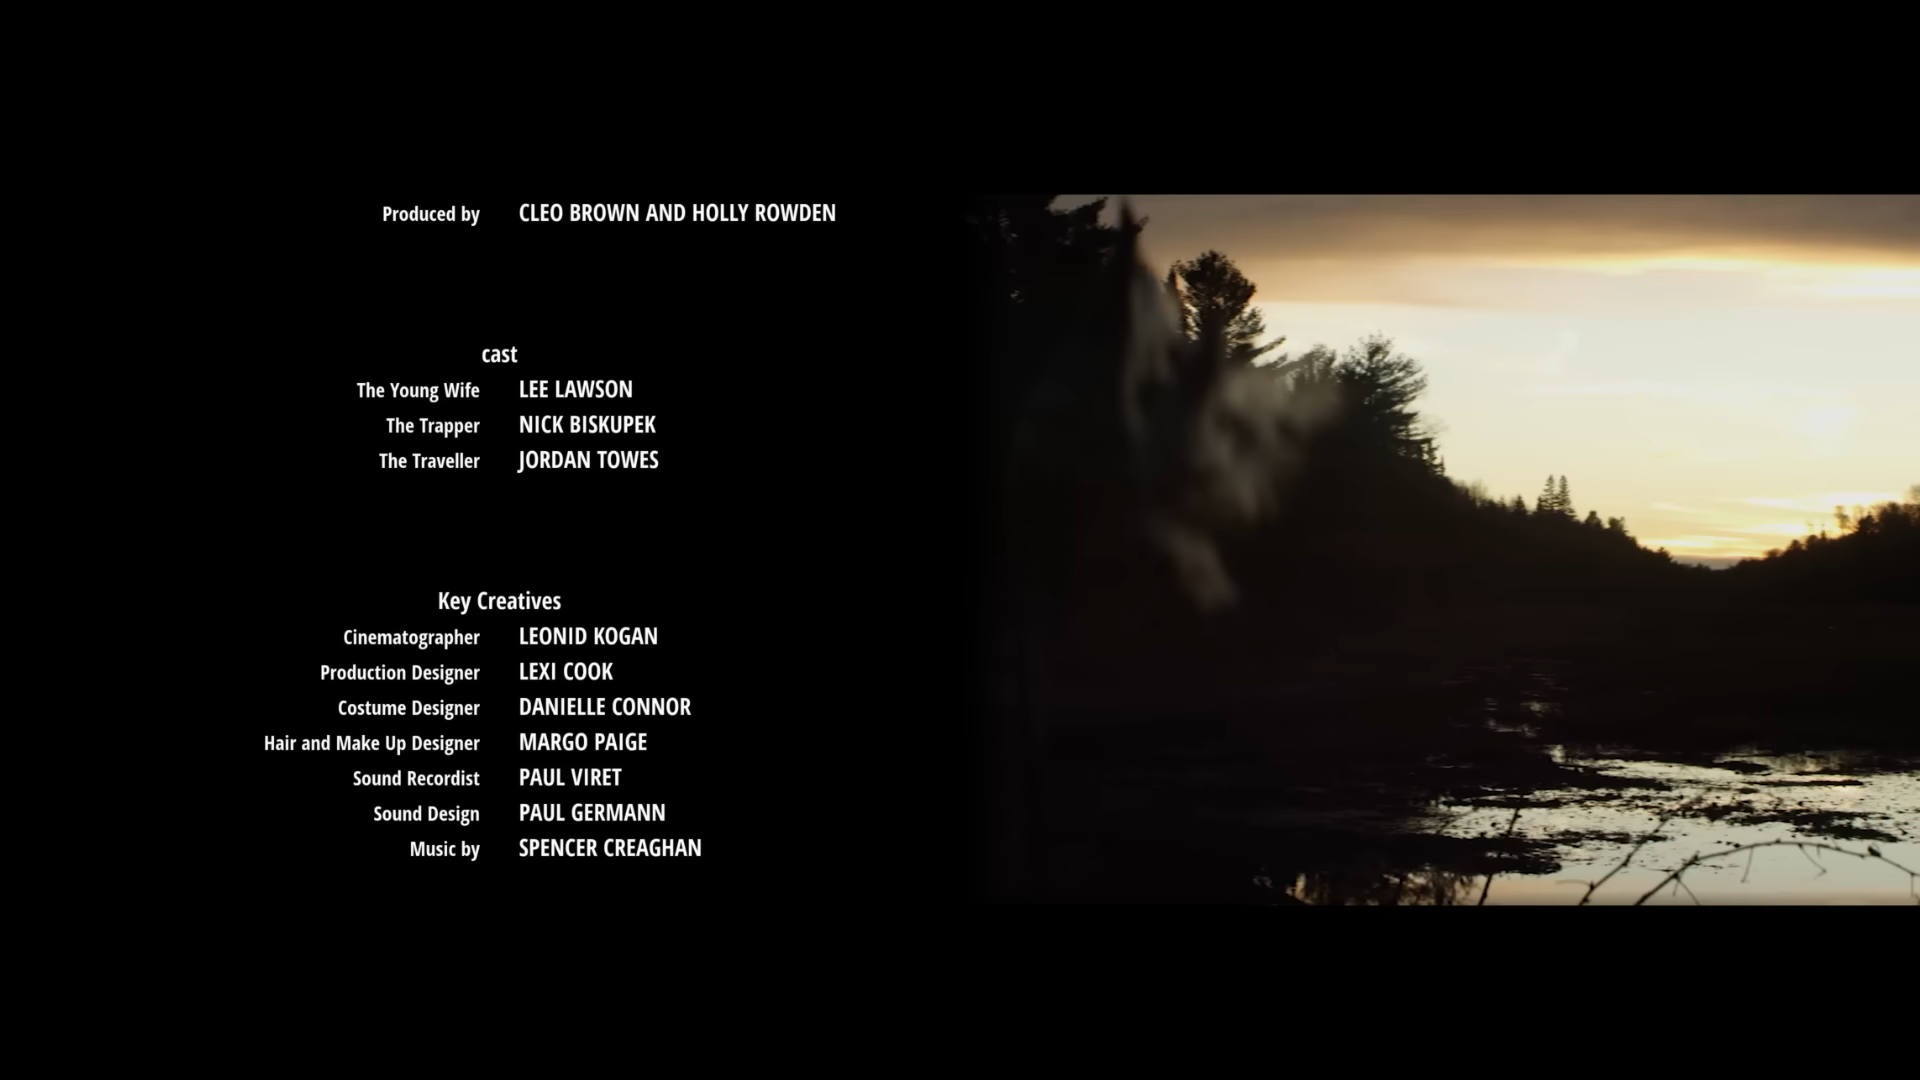 Produced by CLEO BROWN AND HOLLY ROWDEN
cast
The Young Wife LEE LAWSON
The Trapper NICK BISKUPEK
The Traveller JORDAN TOWES
Key Creatives
Cinematographer LEONID KOGAN
Production Designer LEXI COOK
Costume Designer DANIELLE CONNOR
Hair and Make Up Designer MARGO PAIGE
Sound Recordist PAUL VIRET
Sound Design PAUL GERMANN
Music by SPENCER CREAGHAN